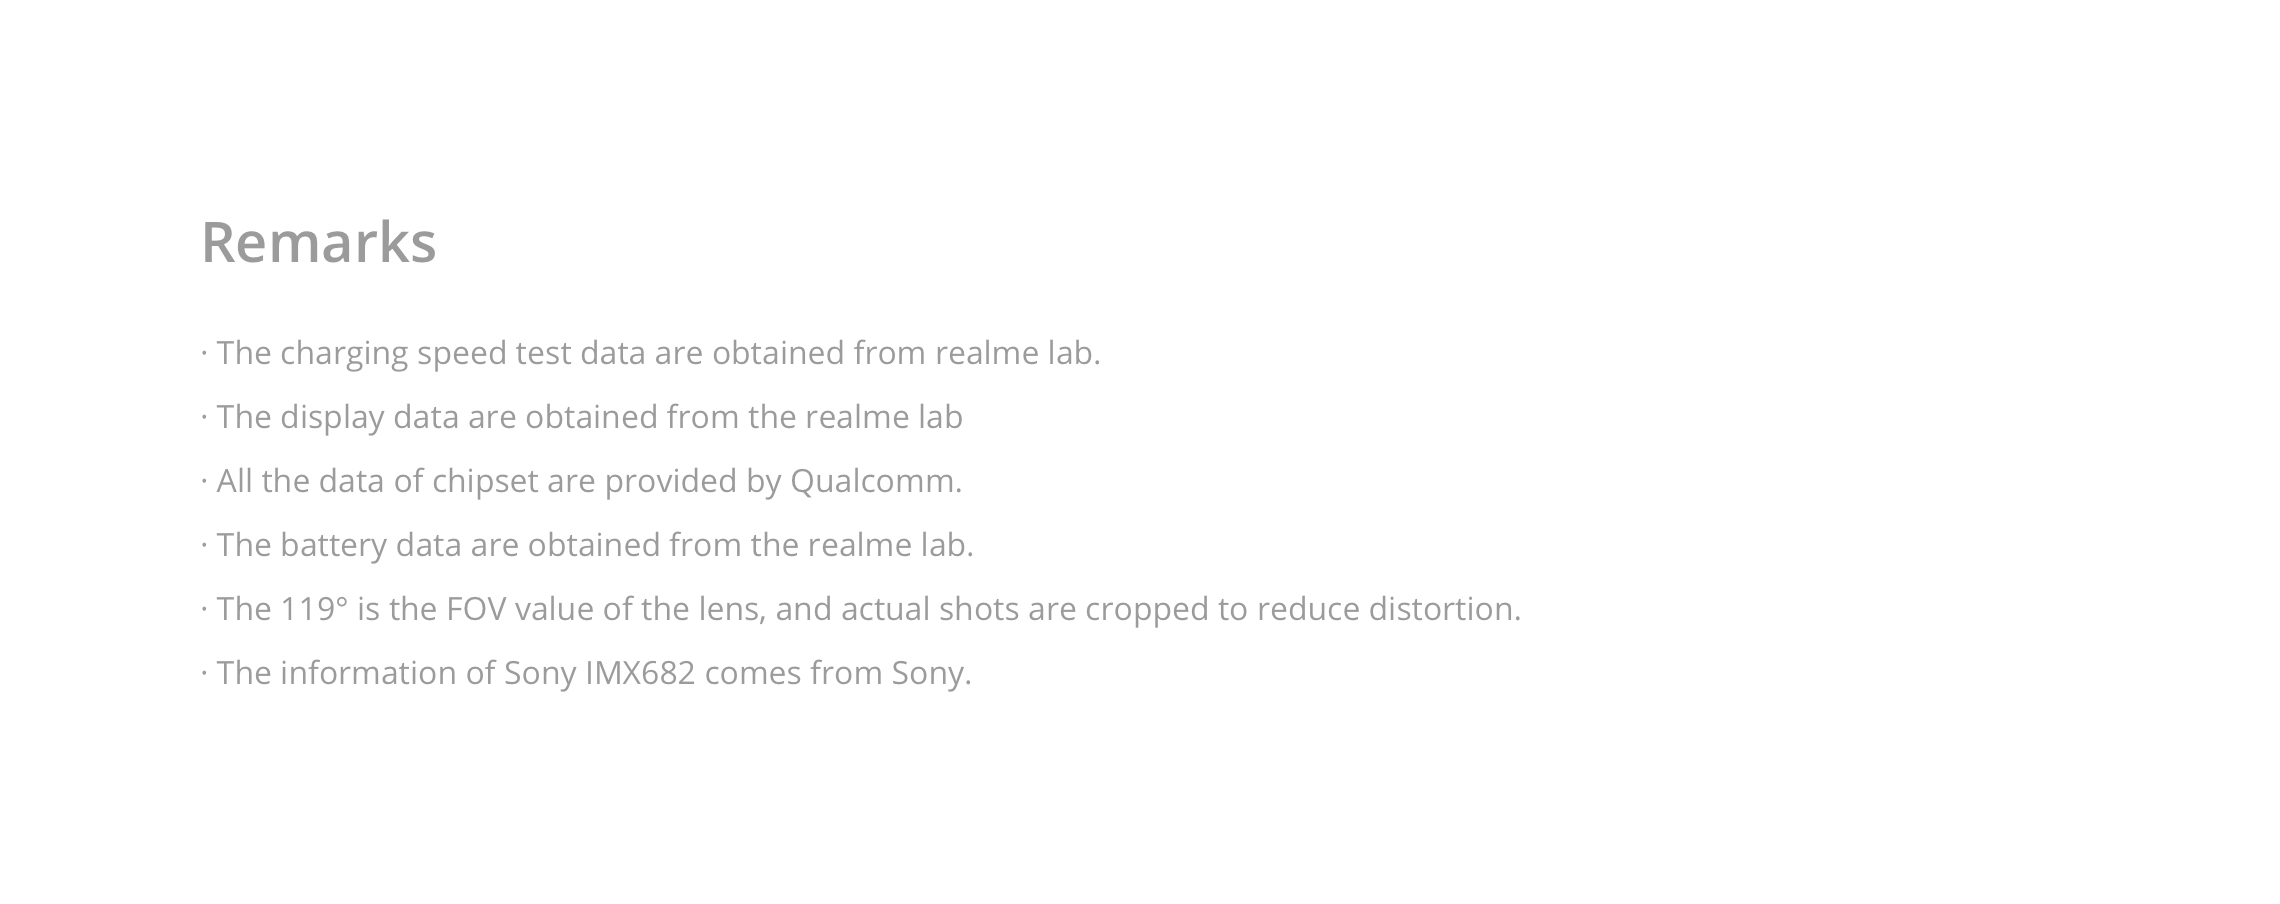 Remarks
· The charging speed test data are obtained from realme lab.
· The display data are obtained from the realme lab
· All the data of chipset are provided by Qualcomm.
· The battery data are obtained from the realme lab.
· The 119° is the FOV value of the lens, and actual shots are cropped to reduce distortion.
· The information of Sony IMX682 comes from Sony.